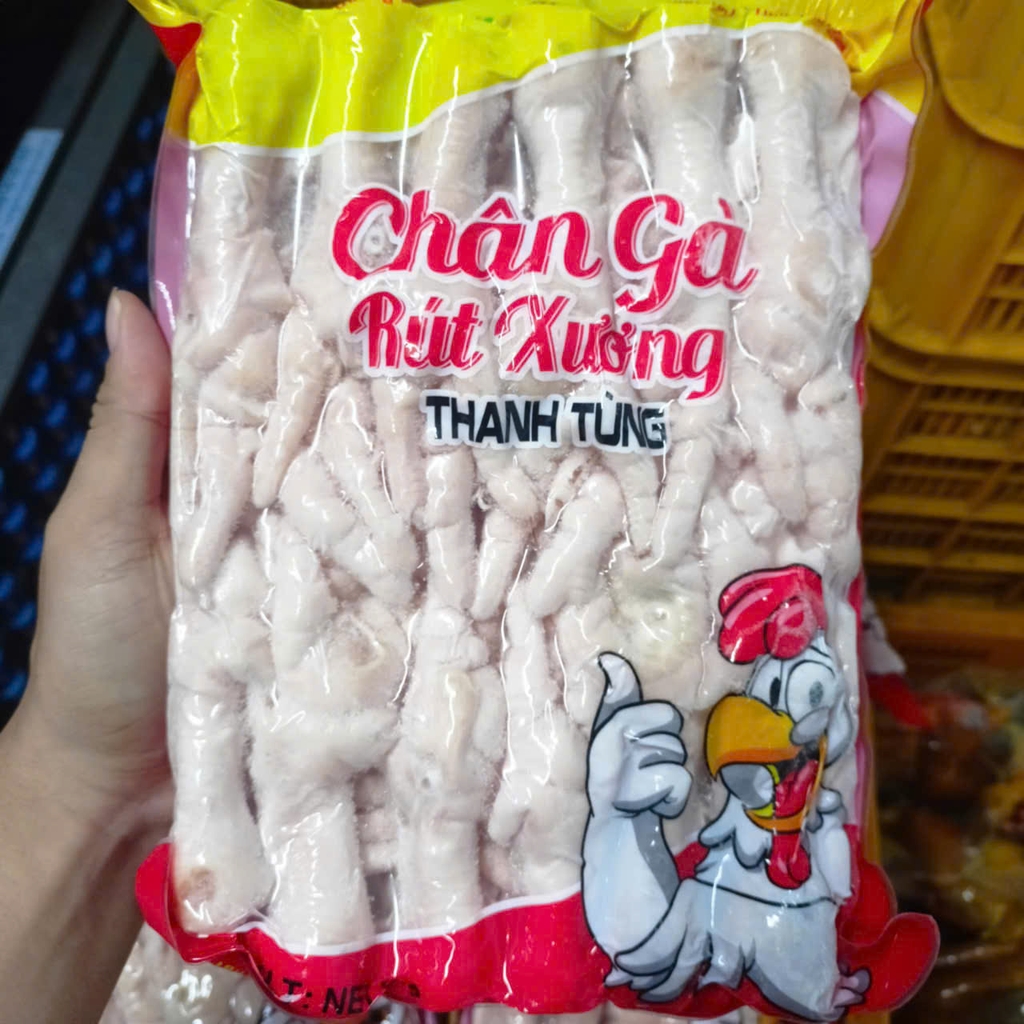 Chân Gà
Rút Xương
THANH TÙNG